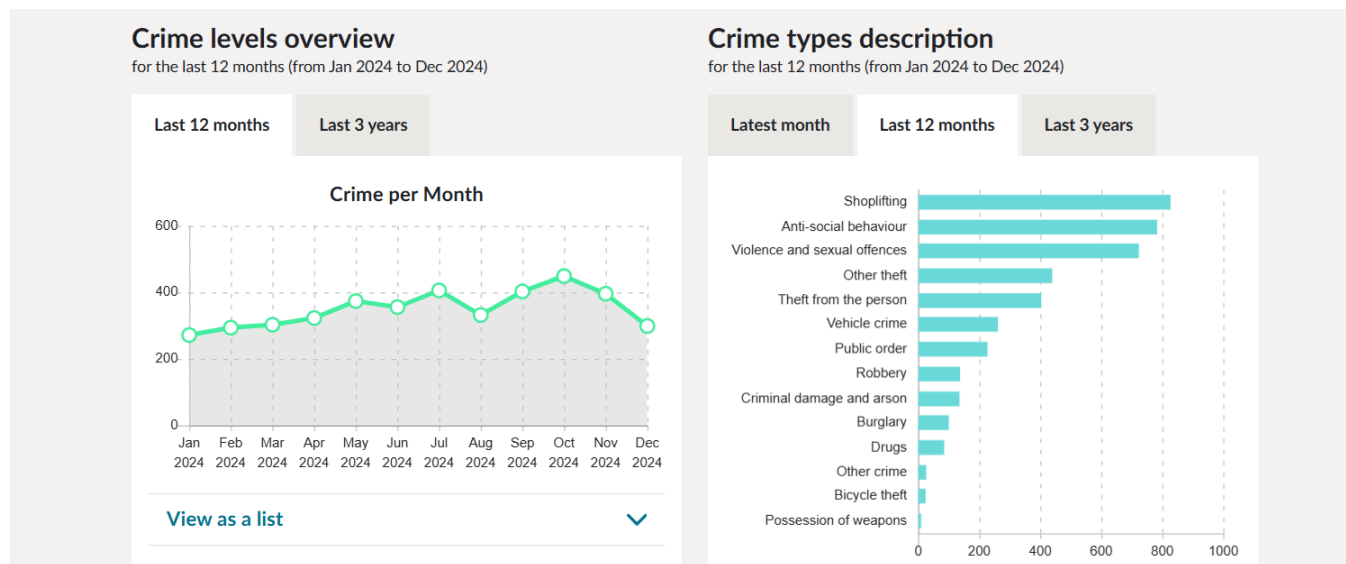 Crime levels overview
for the last 12 months (from Jan 2024 to Dec 2024)
Last 12 months
Last 3 years
Crime per Month
600
400
200
0
Jan Feb Mar Apr May Jun Jul Aug Sep Oct Nov Dec
2024 2024 2024 2024 2024 2024 2024 2024 2024 2024 2024 2024
View as a list
Crime types description
for the last 12 months (from Jan 2024 to Dec 2024)
Latest month
Last 12 months
Last 3 years
Shoplifting
Anti-social behaviour
Violence and sexual offences
Other theft
Theft from the person
Vehicle crime
Public order
Robbery
Criminal damage and arson
Burglary
Drugs
Other crime
Bicycle theft
Possession of weapons
0 200 400 600 800 1000